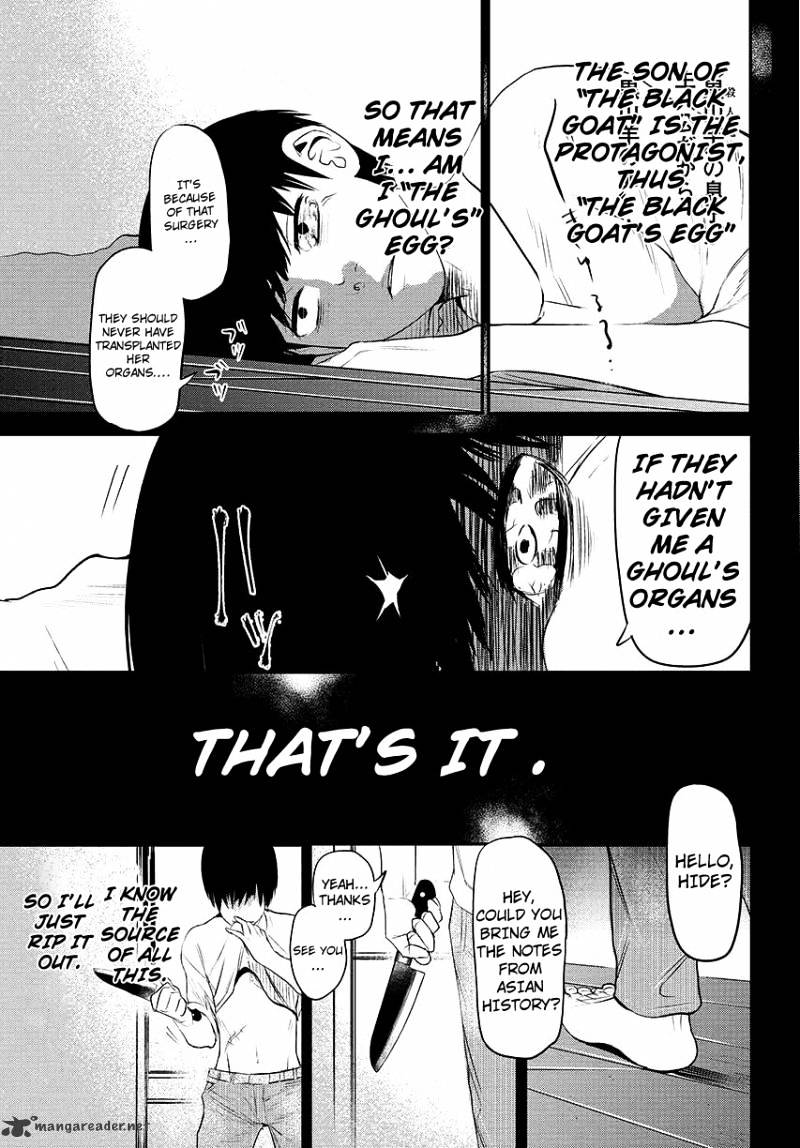 THE SON OF
"THE BLACK
GOAT" IS THE
PROTAGONIST,
THUS
"THE BLACK
GOAT'S EGG"
SO THAT
MEANS
I... AM
I "THE
GHOUL'S"
EGG?
IT'S
BECAUSE
OF THAT
SURGERY
...
THEY SHOULD
NEVER HAVE
TRANSPLANTED
HER
ORGANS....
IF THEY
HADN'T
GIVEN
ME A
GHOUL'S
ORGANS
...
THAT'S IT.
HELLO,
HIDE?
HEY,
COULD YOU
BRING ME
THE NOTES
FROM
ASIAN
HISTORY?
YEAH...
THANKS
...
SEE YOU
...
I KNOW
THE
SOURCE
OF ALL
THIS.
SO I'LL
JUST
RIP IT
OUT.
mangareader.net